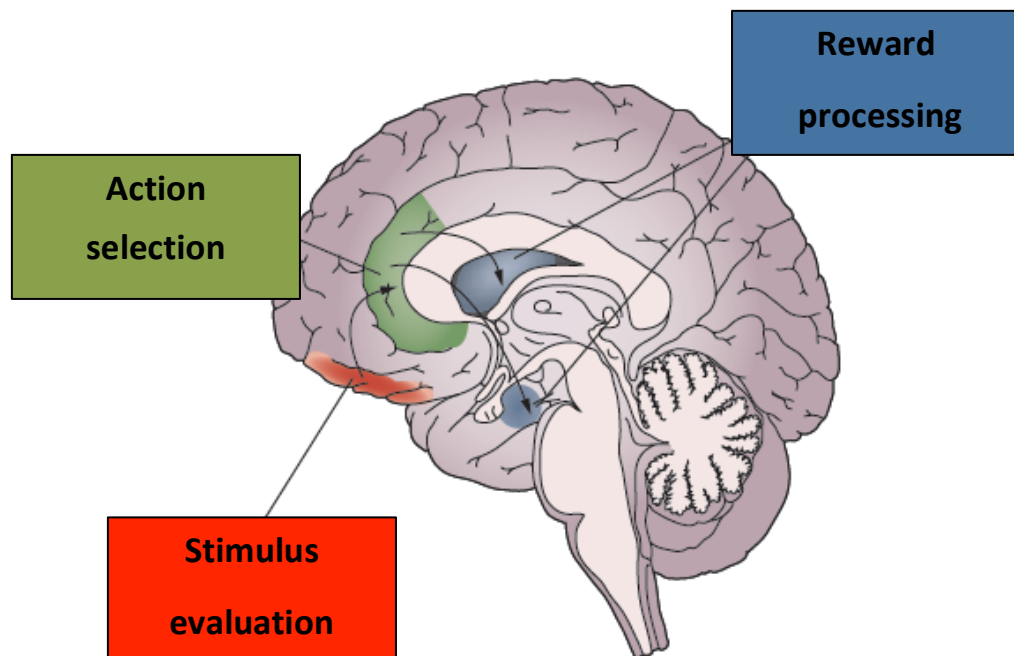 Reward
processing
Action
selection
Stimulus
evaluation